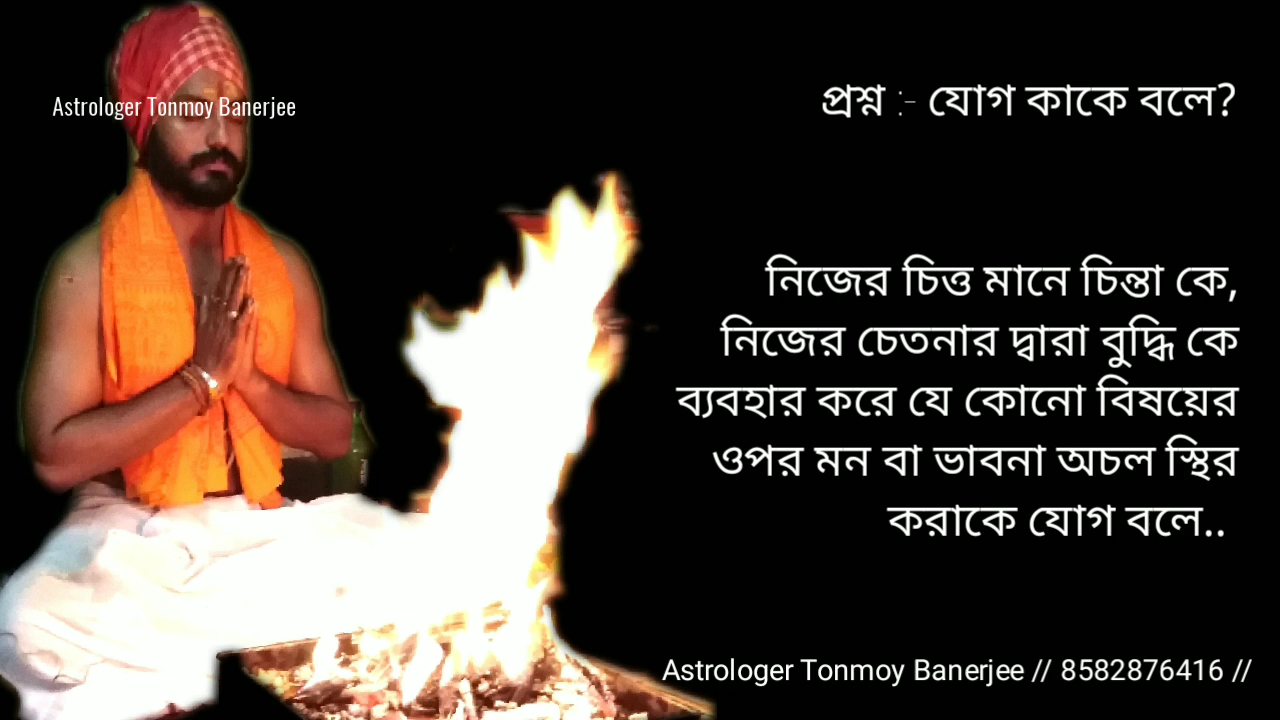 Astrologer Tonmoy Banerjee
প্রশ্ন :- যোগ কাকে বলে?
নিজের চিত্ত মানে চিন্তা কে,
নিজের চেতনার দ্বারা বুদ্ধি কে
ব্যবহার করে যে কোনো বিষয়ের
ওপর মন বা ভাবনা অচল স্থির
করাকে যোগ বলে..
Astrologer Tonmoy Banerjee // 8582876416 //